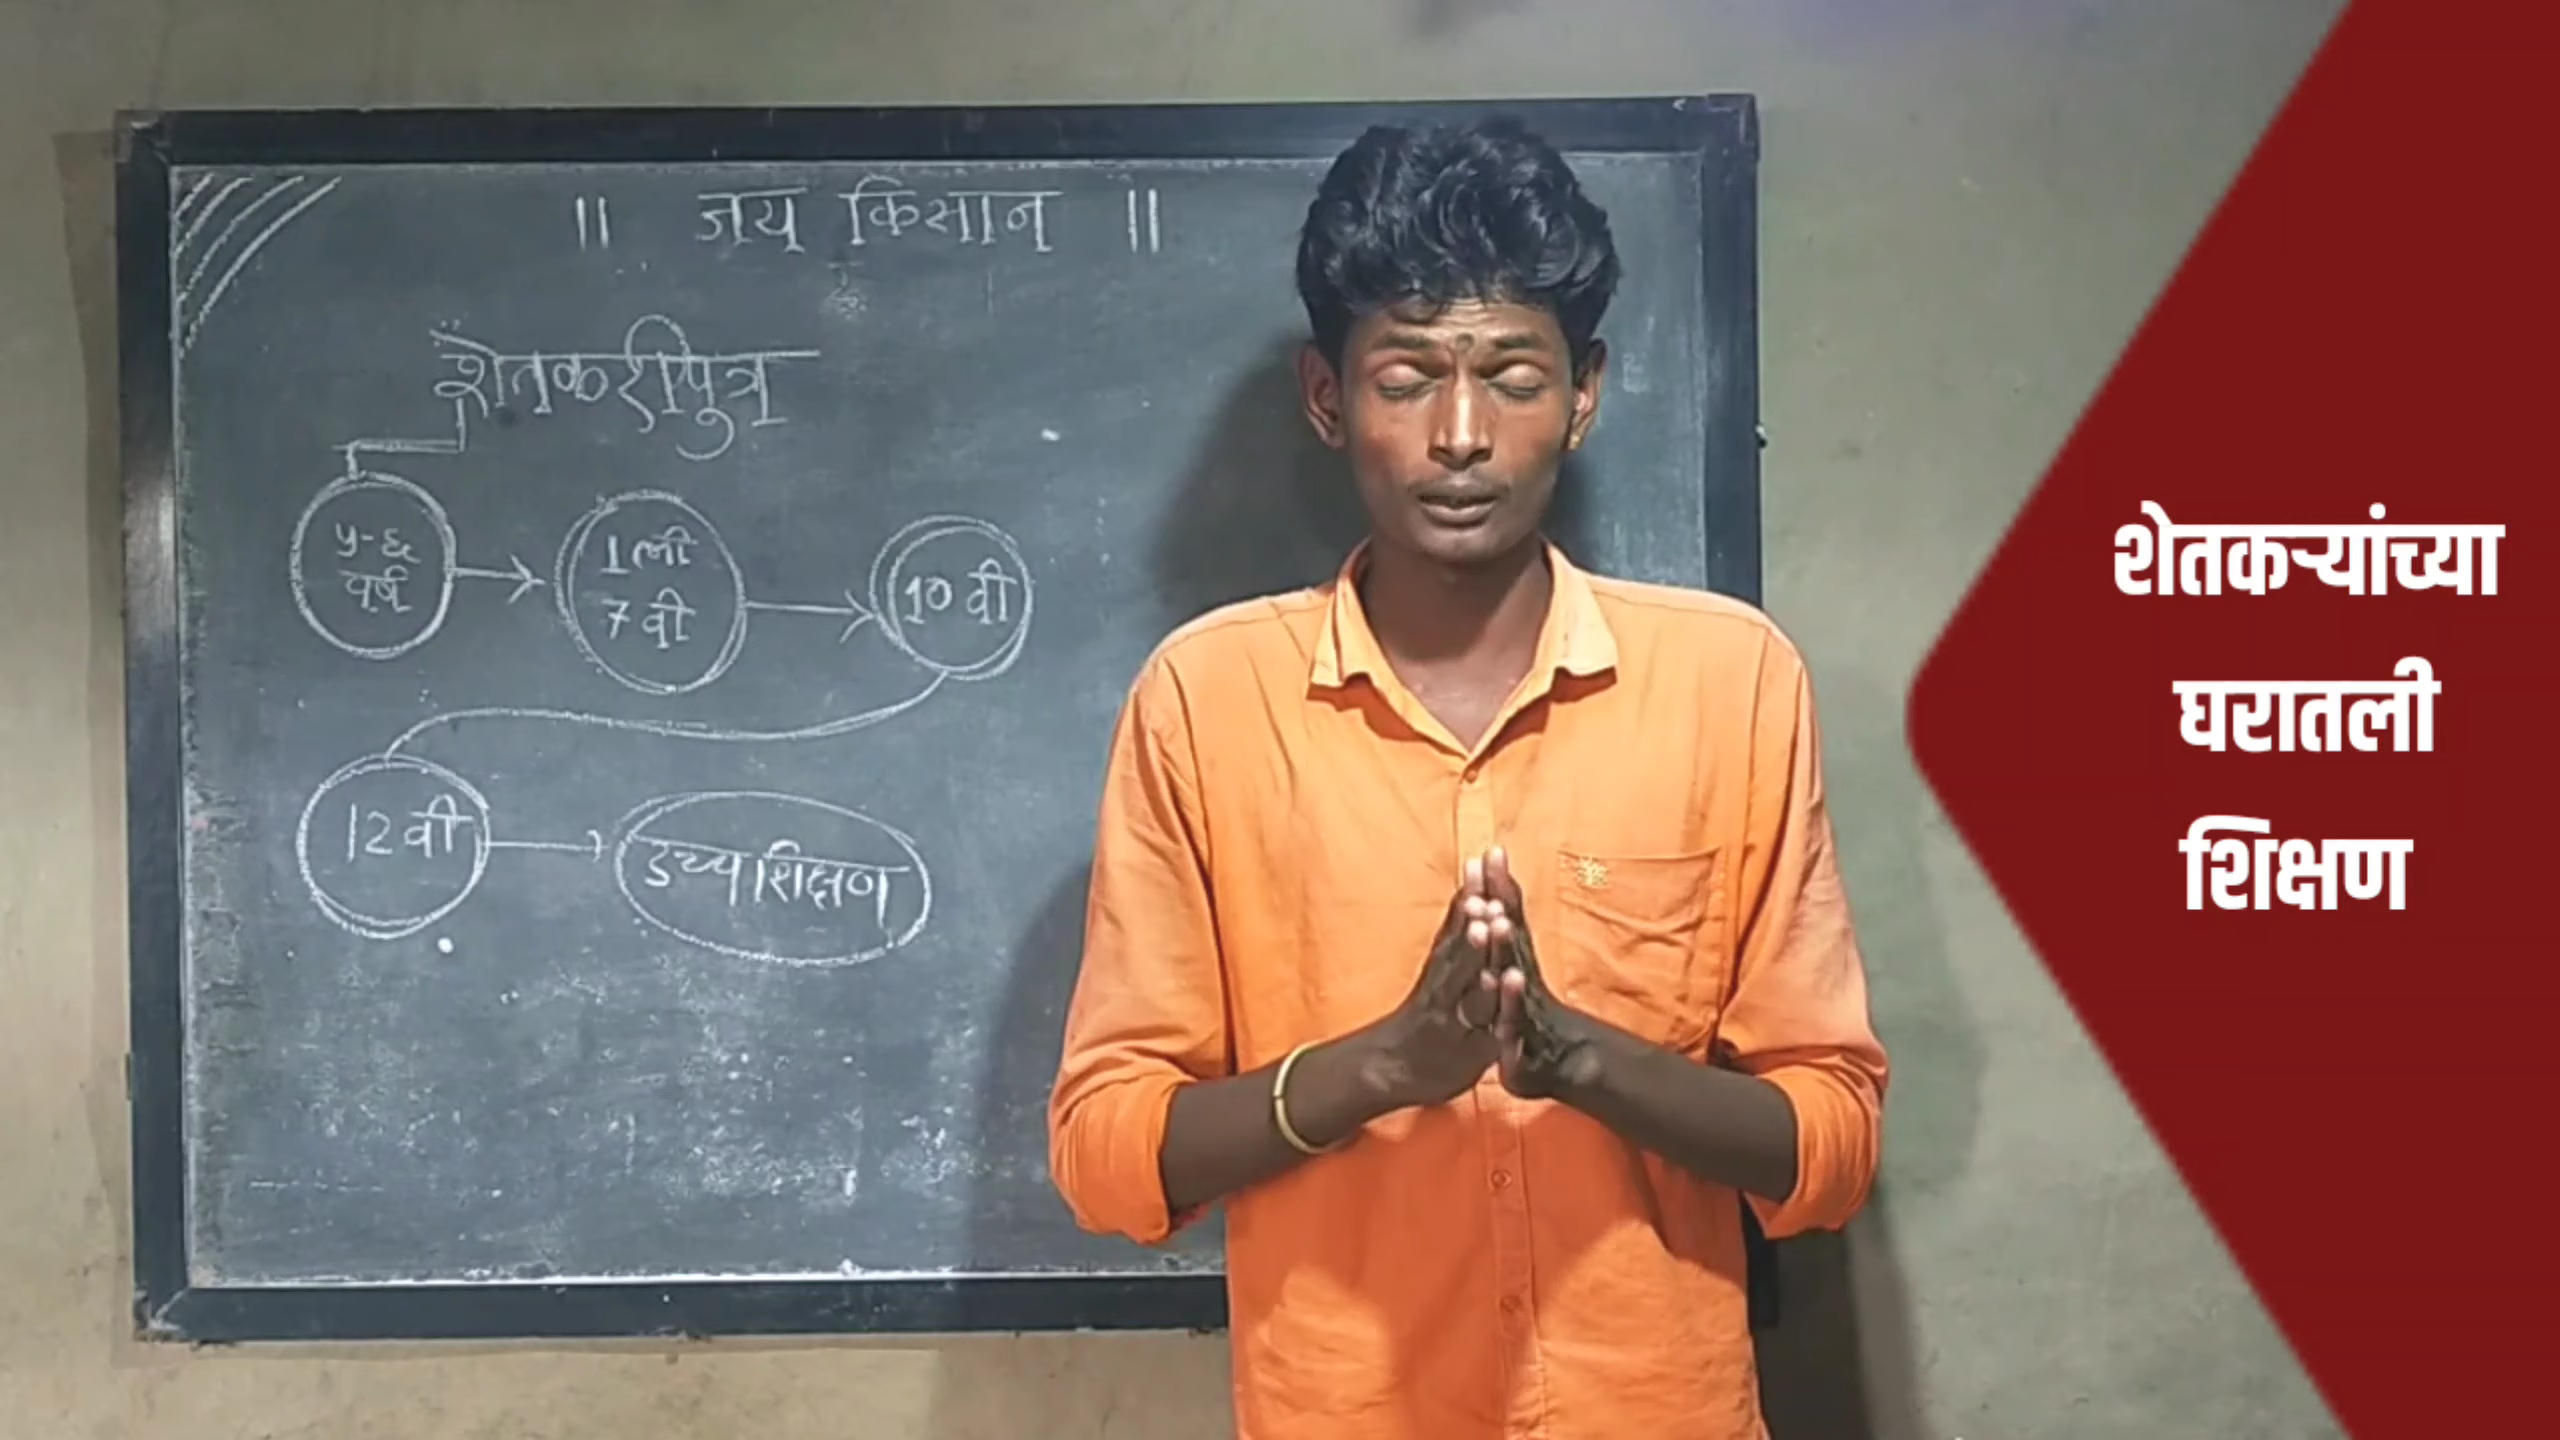 || जय किसान ||
शेतकरीपुत्र
५-६
वर्ष
1ली
7वी
10वी
12वी
उच्चशिक्षण
शेतकऱ्यांच्या
घरातली
शिक्षण